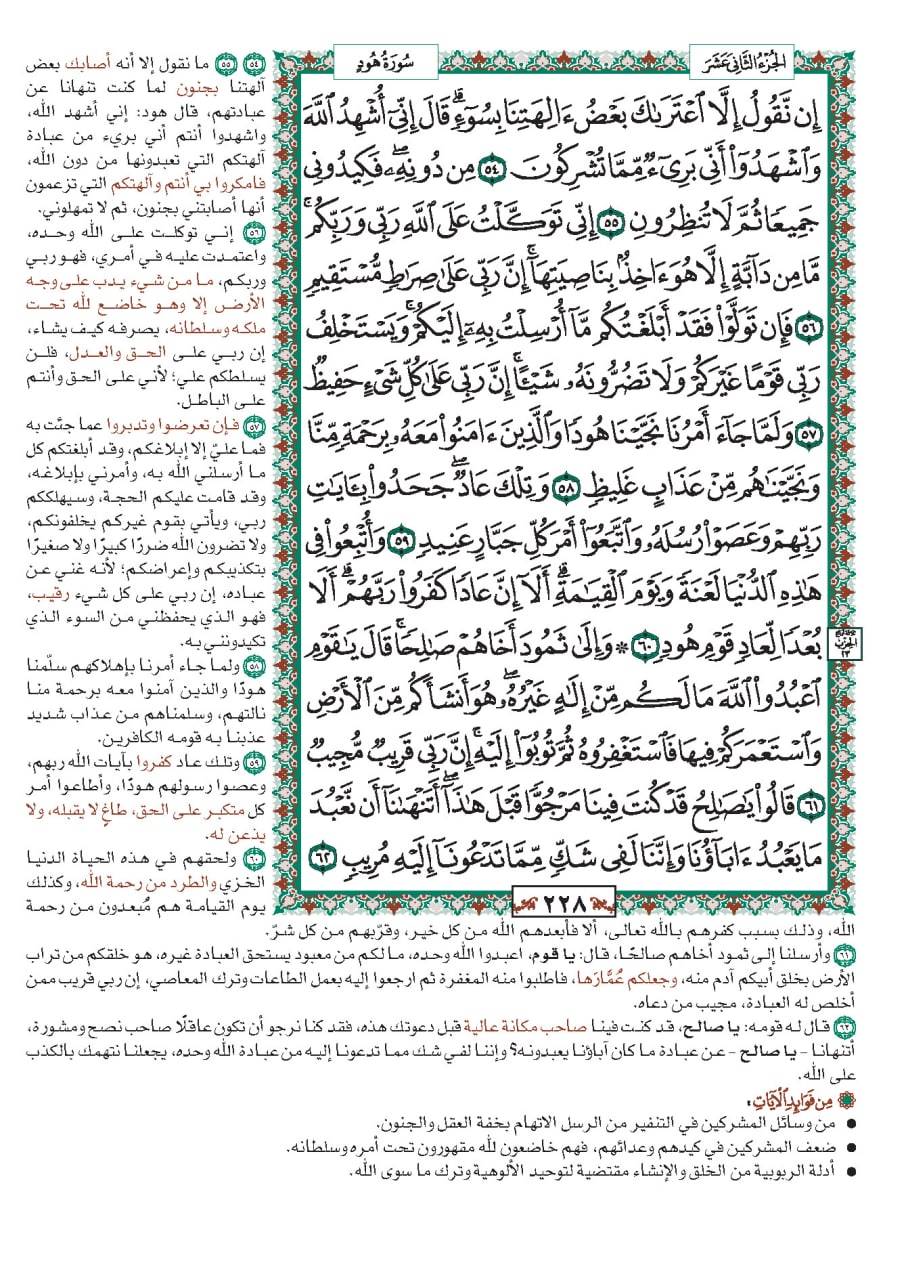 الجُزْءُ الثَّانِي عَشَرَ
سُورَةُ هُودٍ
إِن نَّقُولُ إِلَّا ٱعْتَرَىٰكَ بَعْضُ ءَالِهَتِنَا بِسُوٓءٍۗ قَالَ إِنِّىٓ أُشْهِدُ ٱللَّهَ
وَٱشْهَدُوٓا۟ أَنِّى بَرِىٓءٌ مِّمَّا تُشْرِكُونَ ٥٤ مِن دُونِهِۦۖ فَكِيدُونِى
جَمِيعًا ثُمَّ لَا تُنظِرُونِ ٥٥ إِنِّى تَوَكَّلْتُ عَلَى ٱللَّهِ رَبِّى وَرَبِّكُمۚ
مَّا مِن دَآبَّةٍ إِلَّا هُوَ ءَاخِذٌۢ بِنَاصِيَتِهَآۚ إِنَّ رَبِّى عَلَىٰ صِرَٰطٍ مُّسْتَقِيمٍ
٥٦ فَإِن تَوَلَّوْا۟ فَقَدْ أَبْلَغْتُكُم مَّآ أُرْسِلْتُ بِهِۦٓ إِلَيْكُمْۚ وَيَسْتَخْلِفُ
رَبِّى قَوْمًا غَيْرَكُمْ وَلَا تَضُرُّونَهُۥ شَيْـًٔاۚ إِنَّ رَبِّى عَلَىٰ كُلِّ شَىْءٍ حَفِيظٌ
٥٧ وَلَمَّا جَآءَ أَمْرُنَا نَجَّيْنَا هُودًا وَٱلَّذِينَ ءَامَنُوا۟ مَعَهُۥ بِرَحْمَةٍ مِّنَّا
وَنَجَّيْنَٰهُم مِّنْ عَذَابٍ غَلِيظٍ ٥٨ وَتِلْكَ عَادٌۖ جَحَدُوا۟ بِـَٔايَٰتِ
رَبِّهِمْ وَعَصَوْا۟ رُسُلَهُۥ وَٱتَّبَعُوٓا۟ أَمْرَ كُلِّ جَبَّارٍ عَنِيدٍ ٥٩ وَأُتْبِعُوا۟ فِى
هَٰذِهِ ٱلدُّنْيَا لَعْنَةً وَيَوْمَ ٱلْقِيَٰمَةِۗ أَلَآ إِنَّ عَادًا كَفَرُوا۟ رَبَّهُمْۗ أَلَا
بُعْدًا لِّعَادٍ قَوْمِ هُودٍ ٦٠ ۞ وَإِلَىٰ ثَمُودَ أَخَاهُمْ صَٰلِحًاۚ قَالَ يَٰقَوْمِ
ٱعْبُدُوا۟ ٱللَّهَ مَا لَكُم مِّنْ إِلَٰهٍ غَيْرُهُۥۖ هُوَ أَنشَأَكُم مِّنَ ٱلْأَرْضِ
وَٱسْتَعْمَرَكُمْ فِيهَا فَٱسْتَغْفِرُوهُ ثُمَّ تُوبُوٓا۟ إِلَيْهِۚ إِنَّ رَبِّى قَرِيبٌ مُّجِيبٌ
٦١ قَالُوا۟ يَٰصَٰلِحُ قَدْ كُنتَ فِينَا مَرْجُوًّا قَبْلَ هَٰذَآۖ أَتَنْهَىٰنَآ أَن نَّعْبُدَ
مَا يَعْبُدُ ءَابَآؤُنَا وَإِنَّنَا لَفِى شَكٍّ مِّمَّا تَدْعُونَآ إِلَيْهِ مُرِيبٍ ٦٢
الحزب
٢٣
٢٢٨
٥٤ ٥٥ ما نقول إلا أنه أصابك بعض
آلهتنا بجنون لما كنت تنهانا عن
عبادتهم، قال هود: إني أشهد الله،
واشهدوا أنتم أني بريء من عبادة
آلهتكم التي تعبدونها من دون الله،
فامكروا بي أنتم وآلهتكم التي تزعمون
أنها أصابتني بجنون، ثم لا تمهلوني.
٥٦ إني توكلت على الله وحده،
واعتمدت عليه في أمري، فهو ربي
وربكم، ما من شيء يدب على وجه
الأرض إلا وهو خاضع لله تحت
ملكه وسلطانه، يصرفه كيف يشاء،
إن ربي على الحق والعدل، فلن
يسلطكم علي؛ لأني على الحق وأنتم
على الباطل.
٥٧ فإن تعرضوا وتدبروا عما جئت به
فما عليّ إلا إبلاغكم، وقد أبلغتكم كل
ما أرسلني الله به، وأمرني بإبلاغه،
وقد قامت عليكم الحجة، وسيهلككم
ربي، ويأتي بقوم غيركم يخلفونكم،
ولا تضرون الله ضررًا كبيرًا ولا صغيرًا
بتكذيبكم وإعراضكم؛ لأنه غني عن
عباده، إن ربي على كل شيء رقيب،
فهو الذي يحفظني من السوء الذي
تكيدونني به.
٥٨ ولما جاء أمرنا بإهلاكهم سلّمنا
هودًا والذين آمنوا معه برحمة منا
نالتهم، وسلمناهم من عذاب شديد
عذبنا به قومه الكافرين.
٥٩ وتلك عاد كفروا بآيات الله ربهم،
وعصوا رسولهم هودًا، وأطاعوا أمر
كل متكبر على الحق، طاغٍ لا يقبله، ولا
يذعن له.
٦٠ ولحقهم في هذه الحياة الدنيا
الخزي والطرد من رحمة الله، وكذلك
يوم القيامة هم مُبعدون من رحمة
الله، وذلك بسبب كفرهم بالله تعالى، ألا فأبعدهم الله من كل خير، وقرّبهم من كل شرّ.
٦١ وأرسلنا إلى ثمود أخاهم صالحًا، قال: يا قوم، اعبدوا الله وحده، ما لكم من معبود يستحق العبادة غيره، هو خلقكم من تراب
الأرض بخلق أبيكم آدم منه، وجعلكم عُمَّارَها، فاطلبوا منه المغفرة ثم ارجعوا إليه بعمل الطاعات وترك المعاصي، إن ربي قريب ممن
أخلص له العبادة، مجيب من دعاه.
٦٢ قال له قومه: يا صالح، قد كنت فينا صاحب مكانة عالية قبل دعوتك هذه، فقد كنا نرجو أن تكون عاقلًا صاحب نصح ومشورة،
أتنهانا - يا صالح - عن عبادة ما كان آباؤنا يعبدونه؟ وإننا لفي شك مما تدعونا إليه من عبادة الله وحده، يجعلنا نتهمك بالكذب
على الله.
مِن فَوَائِدِ الآيَاتِ:
● من وسائل المشركين في التنفير من الرسل الاتهام بخفة العقل والجنون.
● ضعف المشركين في كيدهم وعدائهم، فهم خاضعون لله مقهورون تحت أمره وسلطانه.
● أدلة الربوبية من الخلق والإنشاء مقتضية لتوحيد الألوهية وترك ما سوى الله.